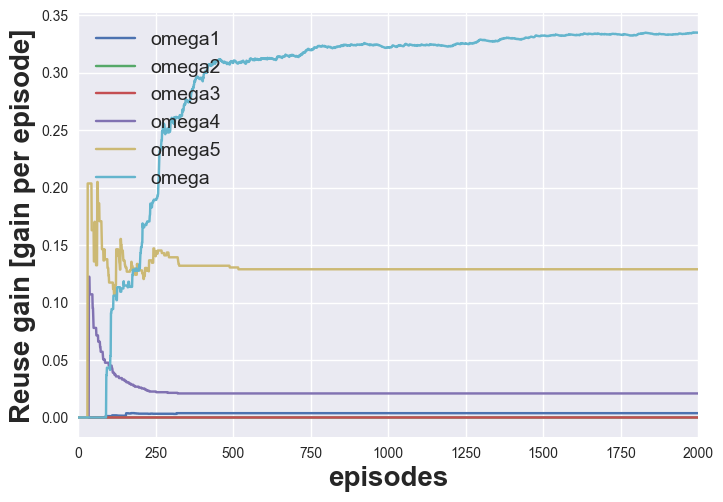 Reuse gain [gain per episode]
0.35
0.30
0.25
0.20
0.15
0.10
0.05
0.00
omega1
omega2
omega3
omega4
omega5
omega
0 250 500 750 1000 1250 1500 1750 2000
episodes